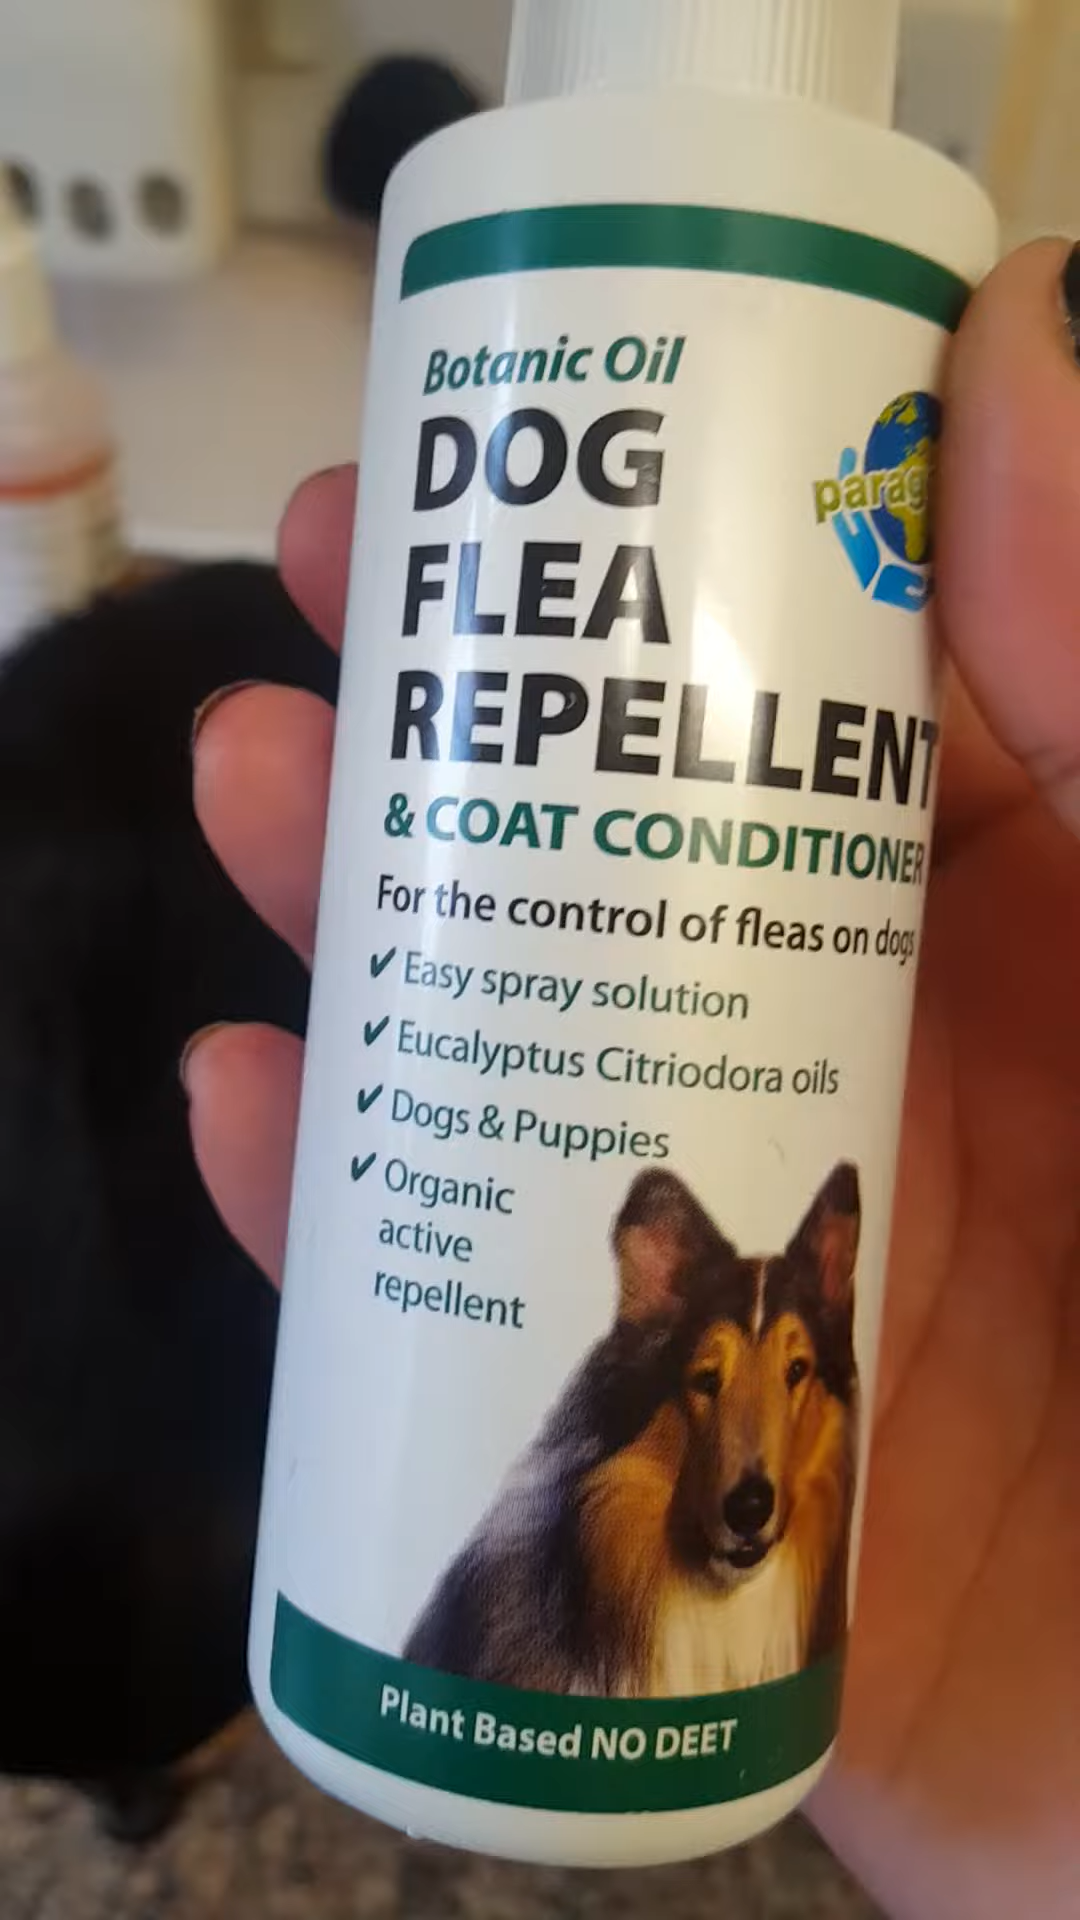 Botanic Oil
DOG
FLEA
REPELLENT
& COAT CONDITIONER
For the control of fleas on dogs
✔ Easy spray solution
✔ Eucalyptus Citriodora oils
✔ Dogs & Puppies
✔ Organic
active
repellent
Plant Based NO DEET